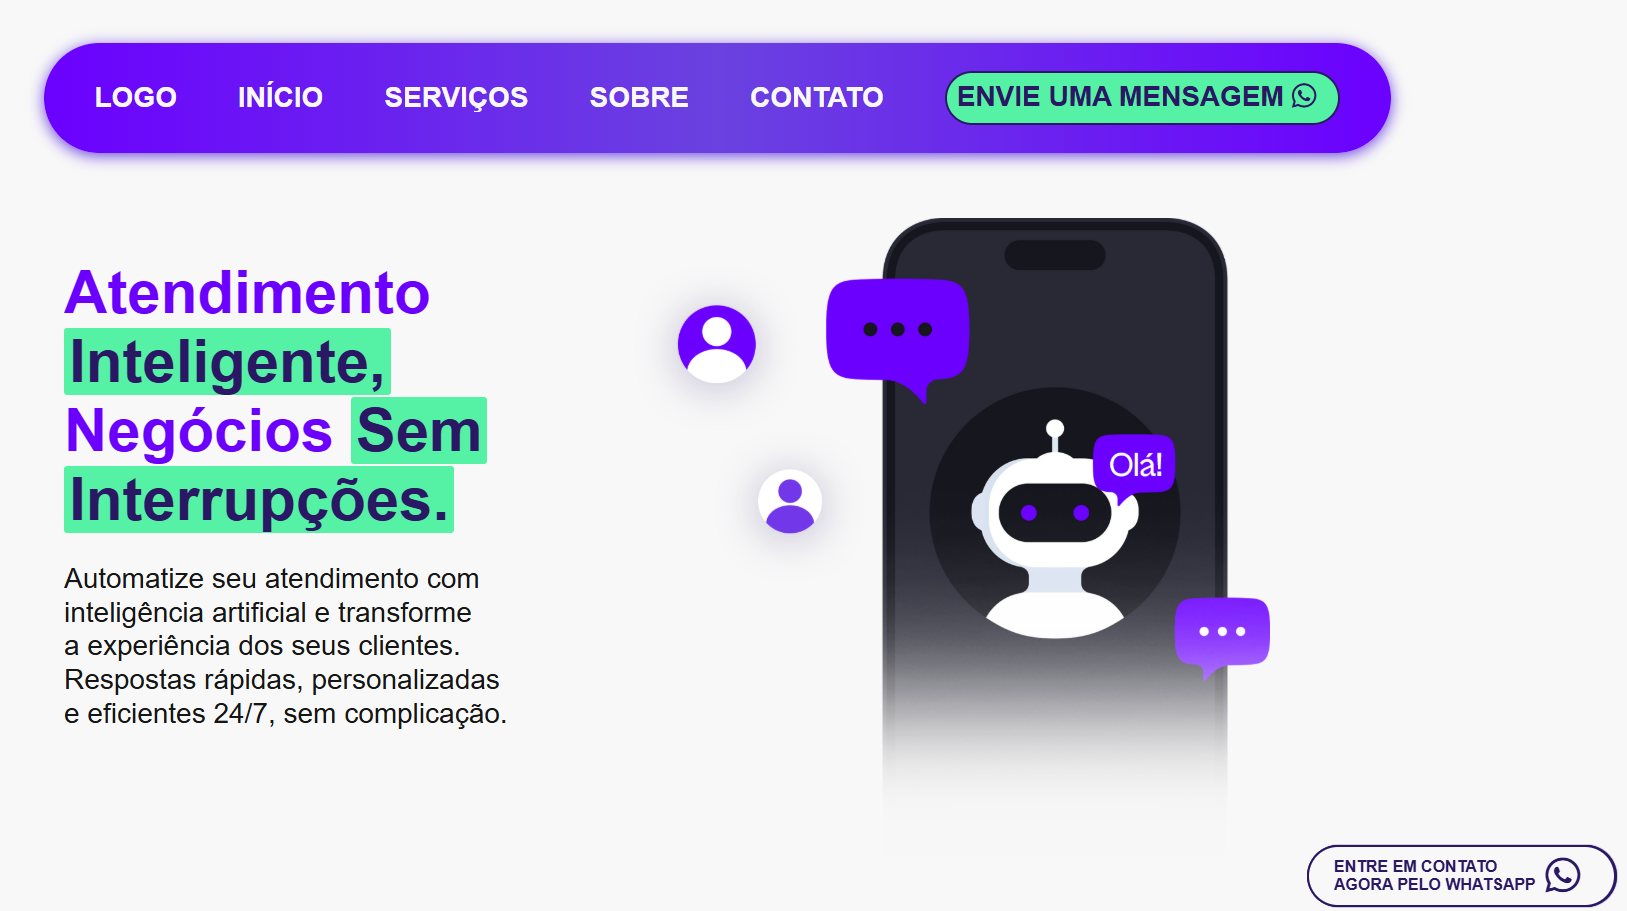 LOGO INÍCIO SERVIÇOS SOBRE CONTATO ENVIE UMA MENSAGEM
Atendimento
Inteligente,
Negócios Sem
Interrupções.
Automatize seu atendimento com
inteligência artificial e transforme
a experiência dos seus clientes.
Respostas rápidas, personalizadas
e eficientes 24/7, sem complicação.
Olá!
ENTRE EM CONTATO
AGORA PELO WHATSAPP